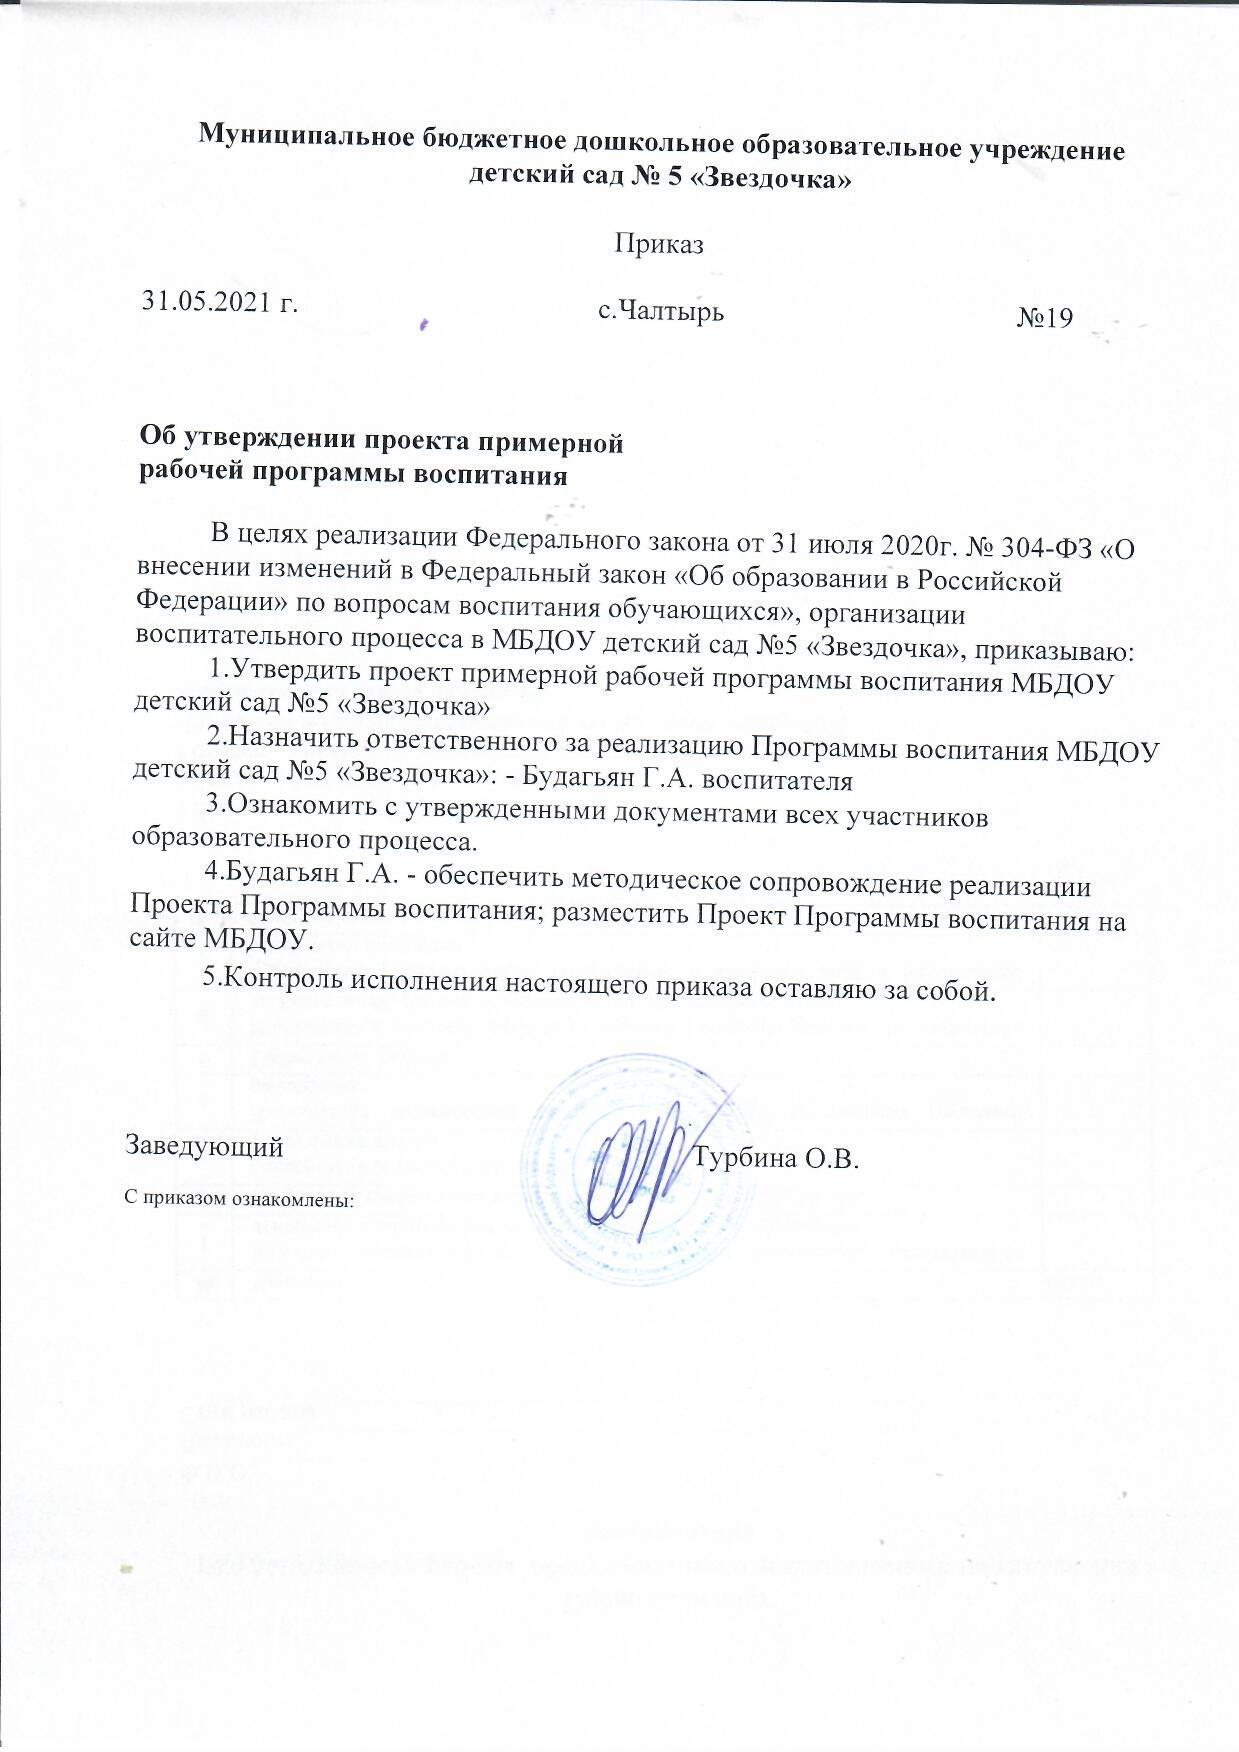 Муниципальное бюджетное дошкольное образовательное учреждение
детский сад № 5 «Звездочка»
Приказ
31.05.2021 г. с.Чалтырь №19
Об утверждении проекта примерной
рабочей программы воспитания
В целях реализации Федерального закона от 31 июля 2020г. № 304-ФЗ «О
внесении изменений в Федеральный закон «Об образовании в Российской
Федерации» по вопросам воспитания обучающихся», организации
воспитательного процесса в МБДОУ детский сад №5 «Звездочка», приказываю:
1.Утвердить проект примерной рабочей программы воспитания МБДОУ
детский сад №5 «Звездочка»
2.Назначить ответственного за реализацию Программы воспитания МБДОУ
детский сад №5 «Звездочка»: - Будагьян Г.А. воспитателя
3.Ознакомить с утвержденными документами всех участников
образовательного процесса.
4.Будагьян Г.А. - обеспечить методическое сопровождение реализации
Проекта Программы воспитания; разместить Проект Программы воспитания на
сайте МБДОУ.
5.Контроль исполнения настоящего приказа оставляю за собой.
Заведующий Турбина О.В.
С приказом ознакомлены: